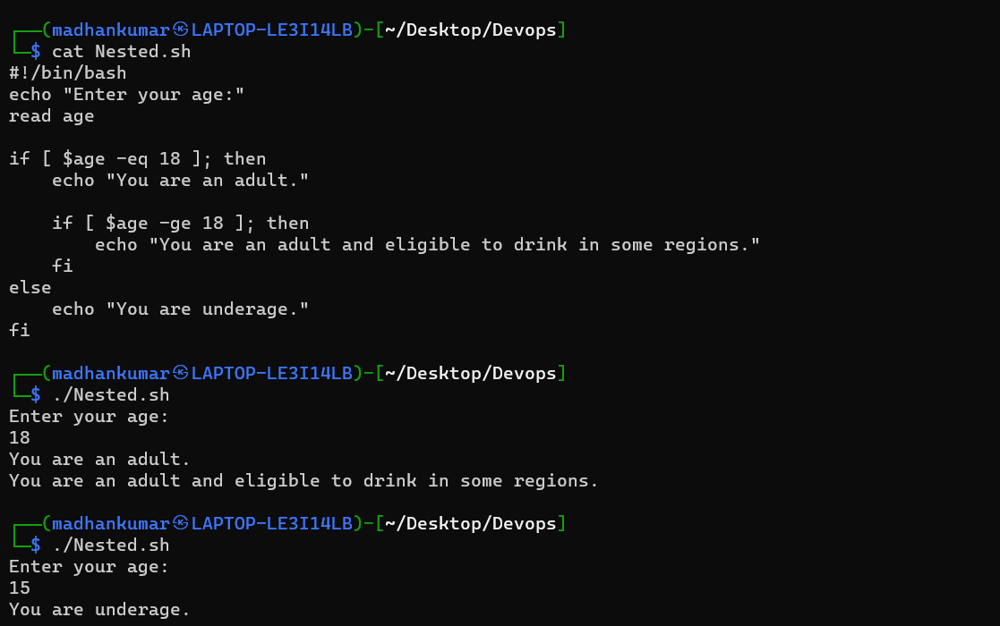 ┌──(madhankumar㉿LAPTOP-LE3I14LB)-[~/Desktop/Devops]
└─$ cat Nested.sh
#!/bin/bash
echo "Enter your age:"
read age

if [ $age -eq 18 ]; then
    echo "You are an adult."

    if [ $age -ge 18 ]; then
        echo "You are an adult and eligible to drink in some regions."
    fi
else
    echo "You are underage."
fi

┌──(madhankumar㉿LAPTOP-LE3I14LB)-[~/Desktop/Devops]
└─$ ./Nested.sh
Enter your age:
18
You are an adult.
You are an adult and eligible to drink in some regions.

┌──(madhankumar㉿LAPTOP-LE3I14LB)-[~/Desktop/Devops]
└─$ ./Nested.sh
Enter your age:
15
You are underage.